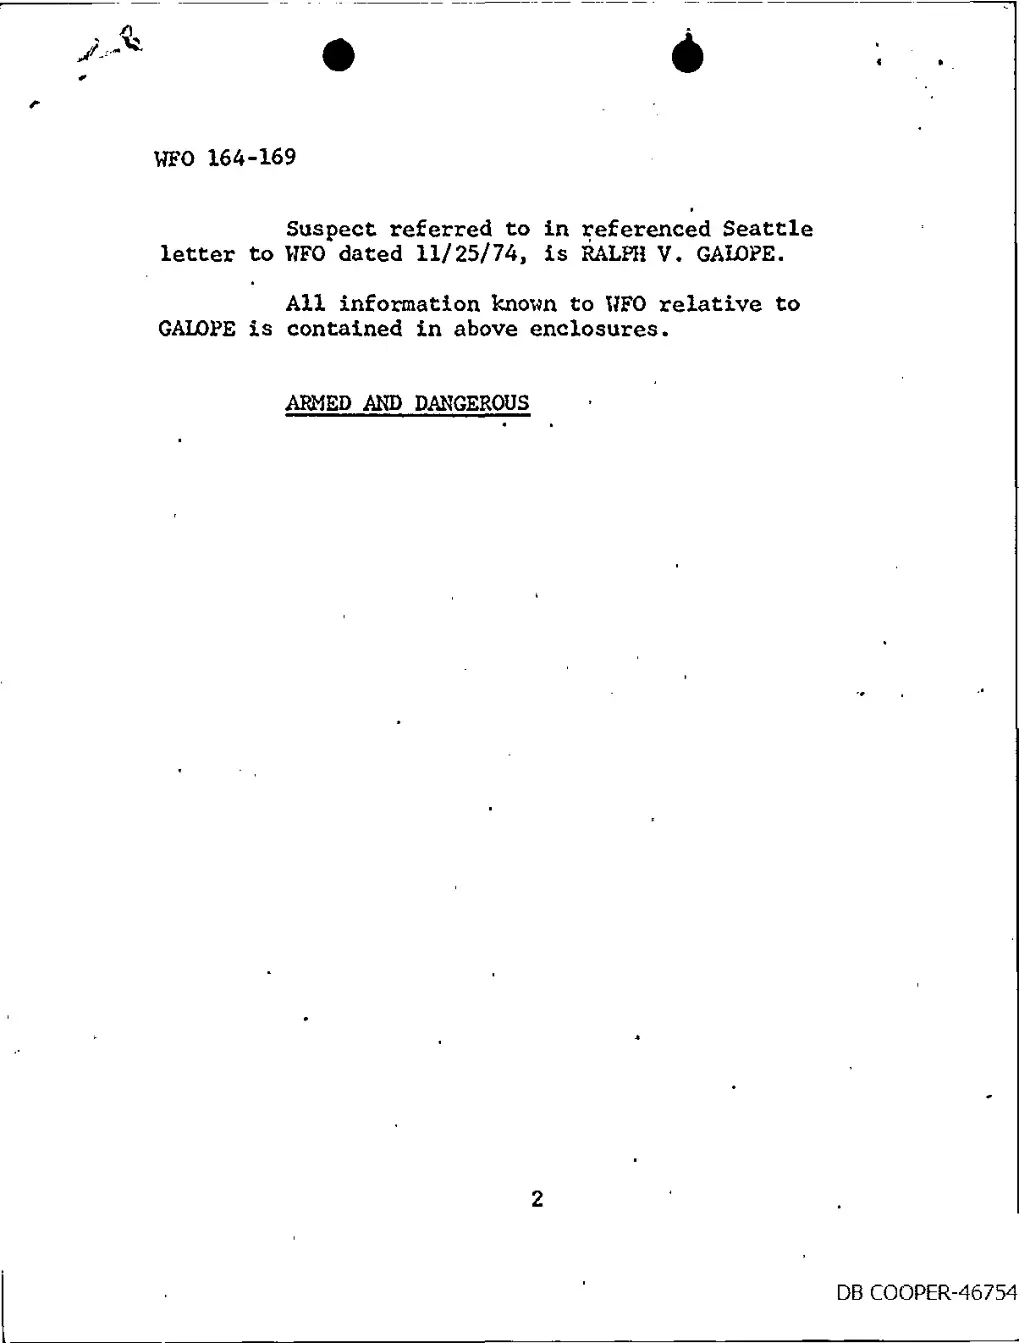 WFO 164-169
Suspect referred to in referenced Seattle
letter to WFO dated 11/25/74, is RALPH V. GALOPE.
All information known to WFO relative to
GALOPE is contained in above enclosures.
ARMED AND DANGEROUS
2
DB COOPER-46754